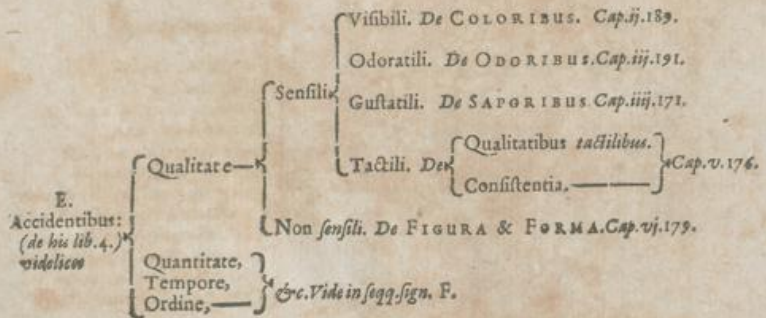 Visibili. De COLORIBUS. Cap.ij.189.
Odoratili. De ODORIBUS.Cap.iij.191.
Sensili
Gustatili. De SAPORIBUS.Cap.iiij.171.
Qualitatibus tactilibus.
Qualitate
Tactili. De
Cap.v.176.
Consistentia.
E.
Accidentibus:
(de his lib.4.)
videlicet
Non sensili. De FIGURA & FORMA.Cap.vj.179.
Quantitate,
Tempore,
Ordine,
&c.Vide in seqq.sign. F.